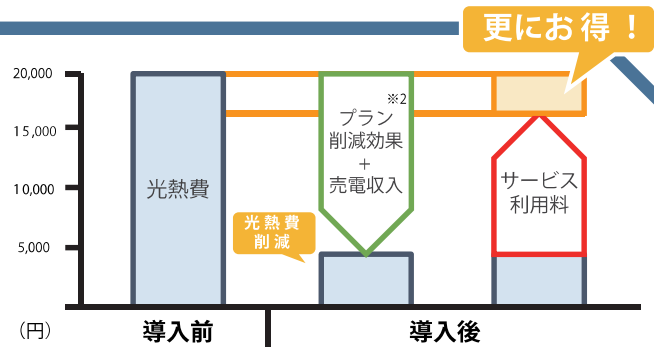 更にお得！
20,000
15,000
10,000
5,000
（円）
光熱費
光熱費
削減
※2
プラン
削減効果
+
売電収入
サービス
利用料
導入前
導入後